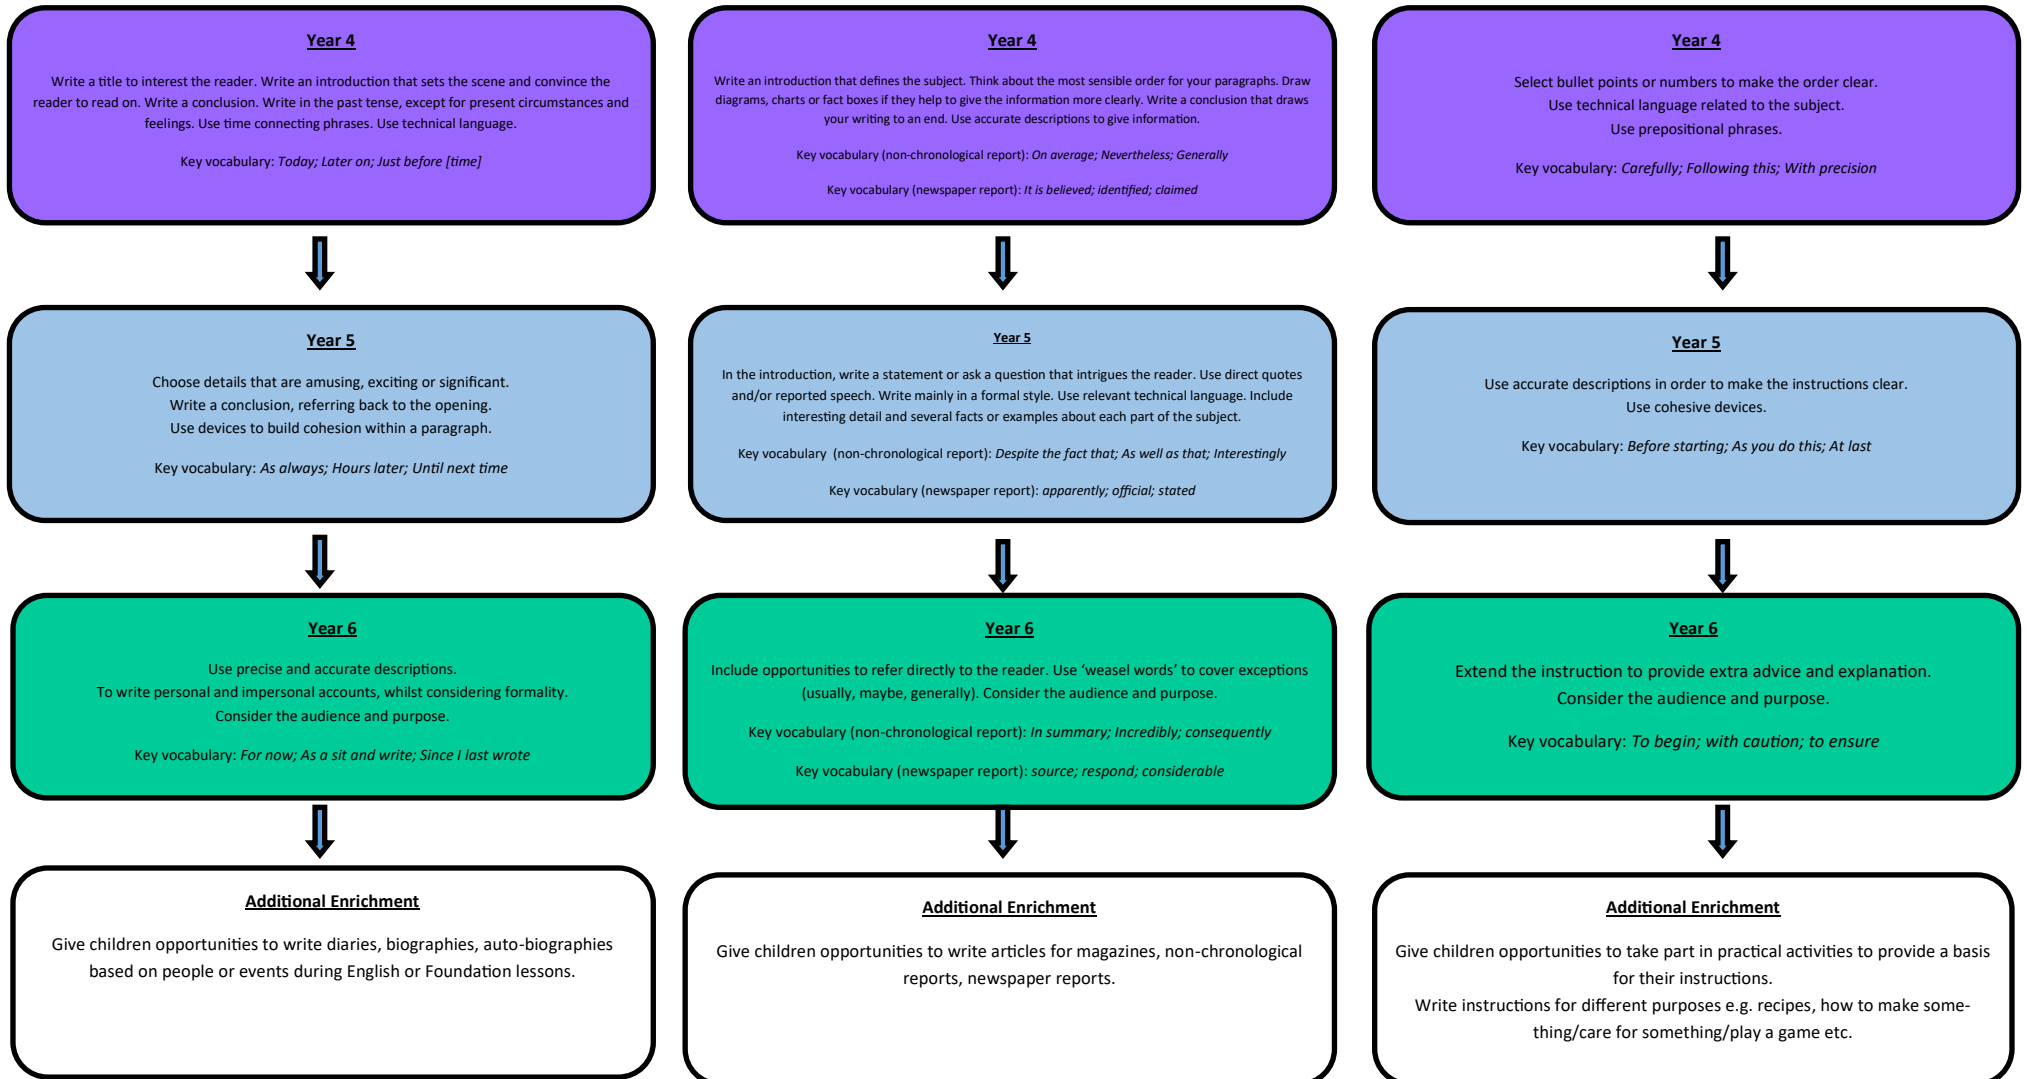 Year 4
Write a title to interest the reader. Write an introduction that sets the scene and convince the
reader to read on. Write a conclusion. Write in the past tense, except for present circumstances and
feelings. Use time connecting phrases. Use technical language.
Key vocabulary: Today; Later on; Just before [time]
Year 5
Choose details that are amusing, exciting or significant.
Write a conclusion, referring back to the opening.
Use devices to build cohesion within a paragraph.
Key vocabulary: As always; Hours later; Until next time
Year 6
Use precise and accurate descriptions.
To write personal and impersonal accounts, whilst considering formality.
Consider the audience and purpose.
Key vocabulary: For now; As a sit and write; Since I last wrote
Additional Enrichment
Give children opportunities to write diaries, biographies, auto-biographies
based on people or events during English or Foundation lessons.
Year 4
Write an introduction that defines the subject. Think about the most sensible order for your paragraphs. Draw
diagrams, charts or fact boxes if they help to give the information more clearly. Write a conclusion that draws
your writing to an end. Use accurate descriptions to give information.
Key vocabulary (non-chronological report): On average; Nevertheless; Generally
Key vocabulary (newspaper report): It is believed; identified; claimed
Year 5
In the introduction, write a statement or ask a question that intrigues the reader. Use direct quotes
and/or reported speech. Write mainly in a formal style. Use relevant technical language. Include
interesting detail and several facts or examples about each part of the subject.
Key vocabulary (non-chronological report): Despite the fact that; As well as that; Interestingly
Key vocabulary (newspaper report): apparently; official; stated
Year 6
Include opportunities to refer directly to the reader. Use ‘weasel words’ to cover exceptions
(usually, maybe, generally). Consider the audience and purpose.
Key vocabulary (non-chronological report): In summary; Incredibly; consequently
Key vocabulary (newspaper report): source; respond; considerable
Additional Enrichment
Give children opportunities to write articles for magazines, non-chronological
reports, newspaper reports.
Year 4
Select bullet points or numbers to make the order clear.
Use technical language related to the subject.
Use prepositional phrases.
Key vocabulary: Carefully; Following this; With precision
Year 5
Use accurate descriptions in order to make the instructions clear.
Use cohesive devices.
Key vocabulary: Before starting; As you do this; At last
Year 6
Extend the instruction to provide extra advice and explanation.
Consider the audience and purpose.
Key vocabulary: To begin; with caution; to ensure
Additional Enrichment
Give children opportunities to take part in practical activities to provide a basis
for their instructions.
Write instructions for different purposes e.g. recipes, how to make some-
thing/care for something/play a game etc.